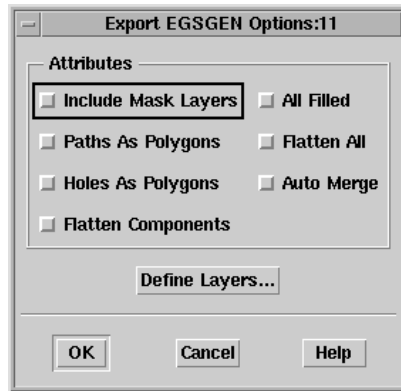 Export EGSGEN Options:11
Attributes
Include Mask Layers
All Filled
Paths As Polygons
Flatten All
Holes As Polygons
Auto Merge
Flatten Components
Define Layers...
OK
Cancel
Help